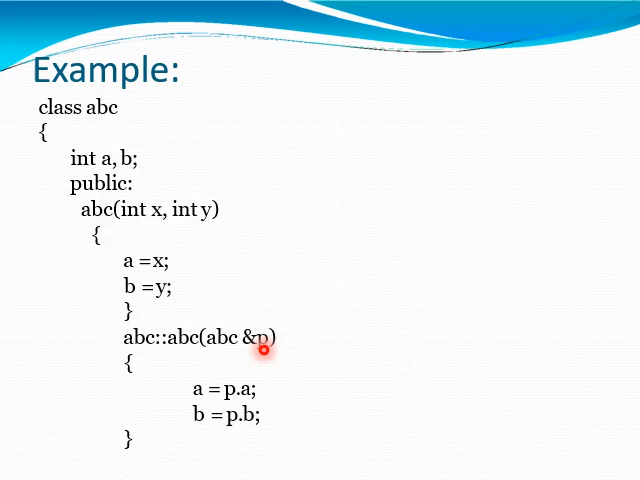 Example:
class abc
{
int a, b;
public:
abc(int x, int y)
{
a = x;
b = y;
}
abc::abc(abc &p)
{
a = p.a;
b = p.b;
}